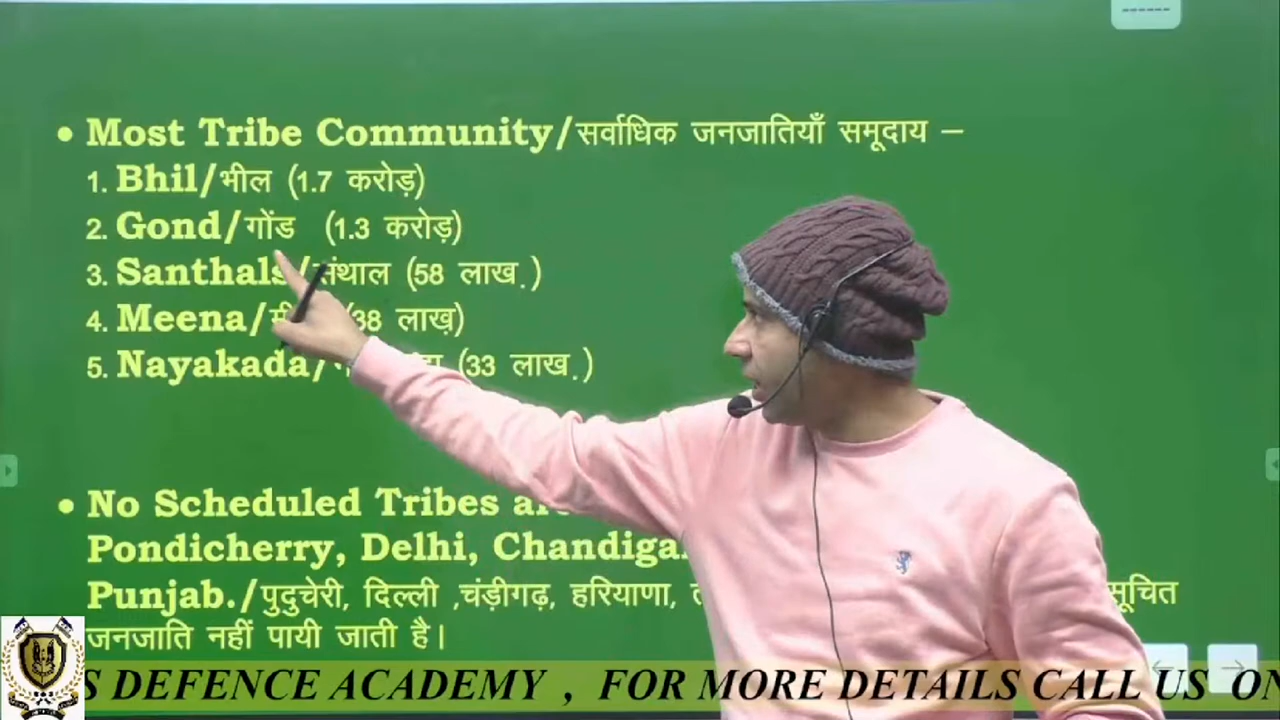 • Most Tribe Community/सर्वाधिक जनजातियाँ समूदाय –
1. Bhil/भील (1.7 करोड़)
2. Gond/गोंड (1.3 करोड़)
3. Santhals/संथाल (58 लाख.)
4. Meena/ (38 लाख़)
5. Nayakada/ (33 लाख.)
• No Scheduled Tribes
Pondicherry, Delhi,
Punjab./पुदुचेरी, दिल्ली ,चंड़ीगढ़, हरियाणा,
जनजाति नहीं पायी जाती है।
S DEFENCE ACADEMY , FOR MORE DETAILS CALL US ON